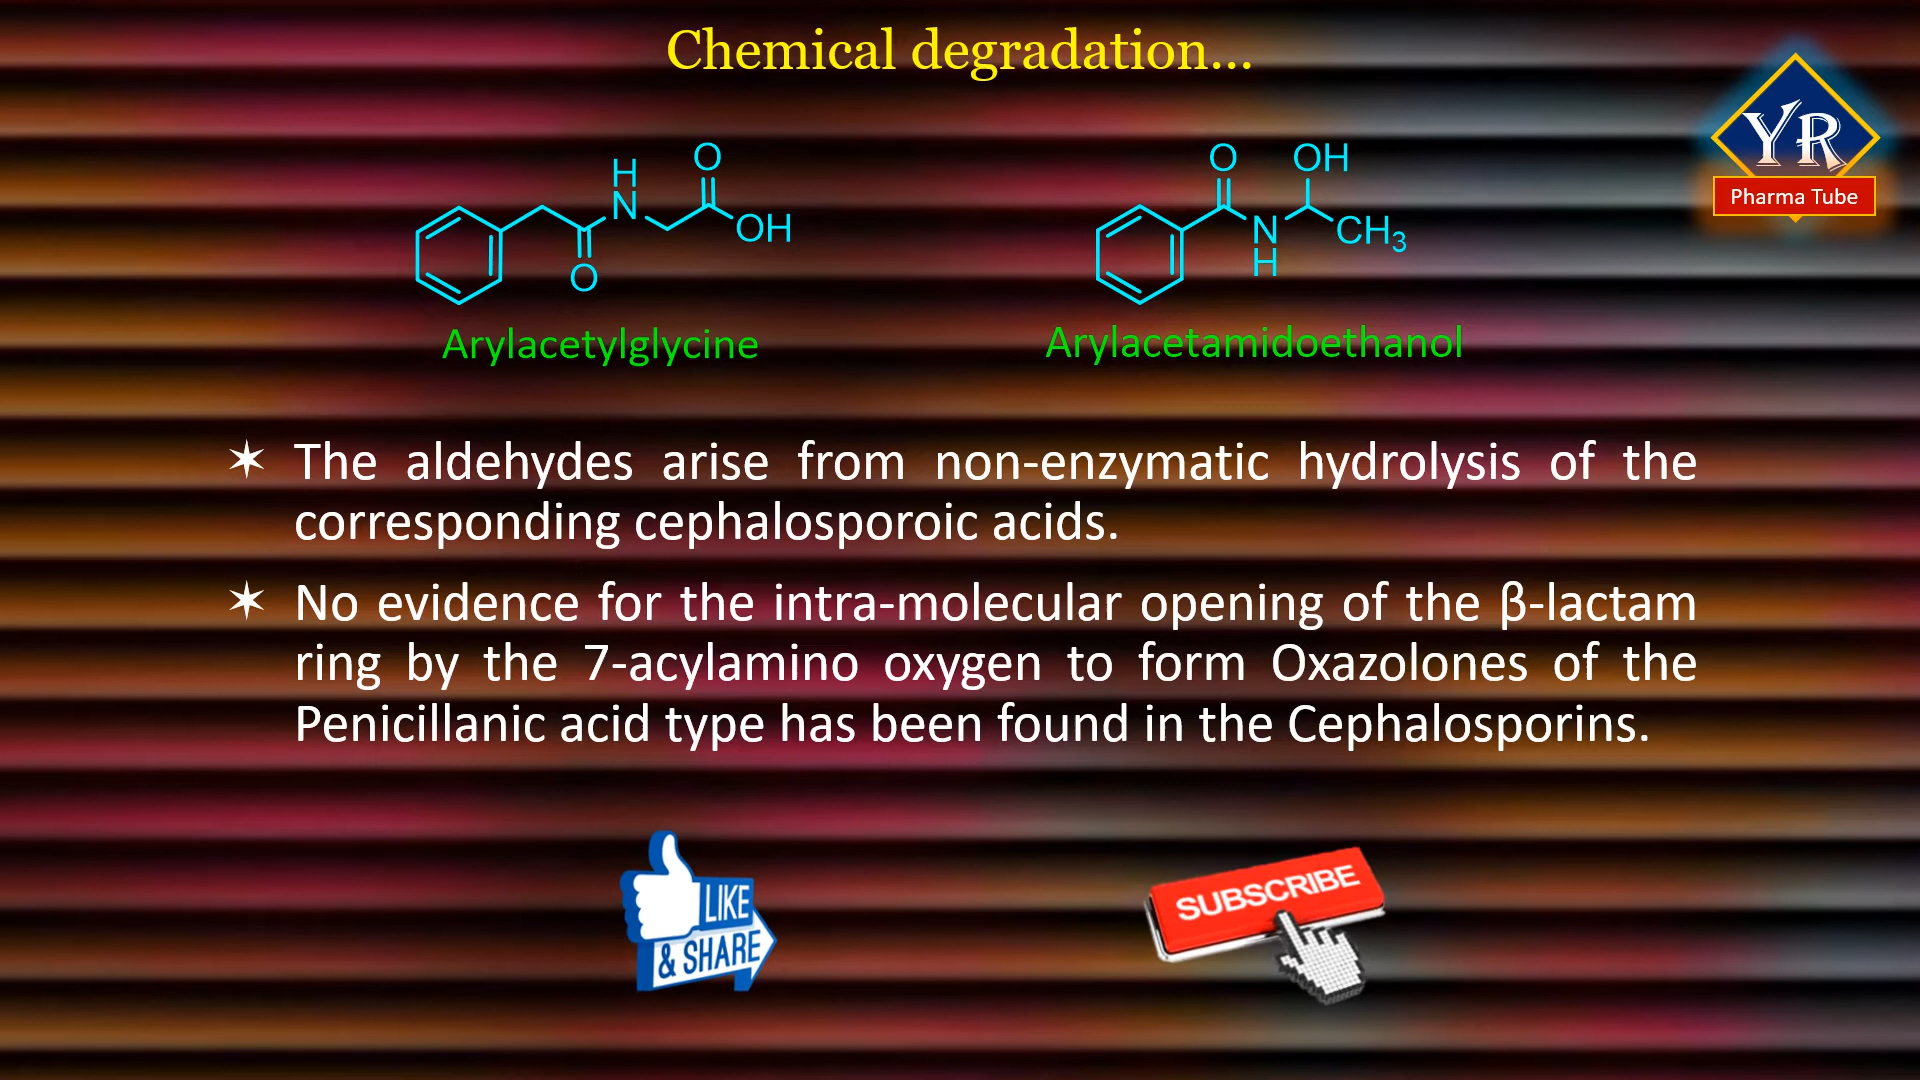 Chemical degradation...
YR
Pharma Tube
H
N
O
OH
O
Arylacetylglycine
O
OH
N
H
CH3
Arylacetamidoethanol
✶ The aldehydes arise from non-enzymatic hydrolysis of the
corresponding cephalosporoic acids.
✶ No evidence for the intra-molecular opening of the β-lactam
ring by the 7-acylamino oxygen to form Oxazolones of the
Penicillanic acid type has been found in the Cephalosporins.
LIKE
& SHARE
SUBSCRIBE